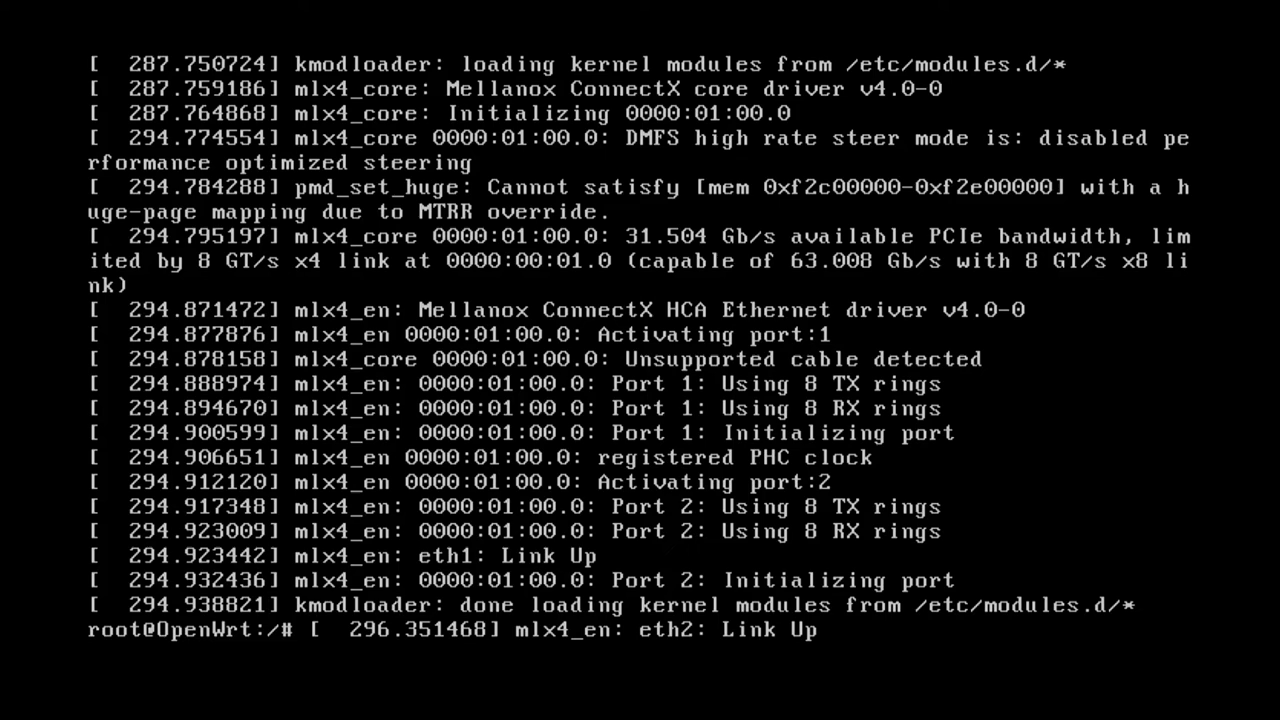 [  287.750724] kmodloader: loading kernel modules from /etc/modules.d/*
[  287.759186] mlx4_core: Mellanox ConnectX core driver v4.0-0
[  287.764868] mlx4_core: Initializing 0000:01:00.0
[  294.774554] mlx4_core 0000:01:00.0: DMFS high rate steer mode is: disabled pe
rformance optimized steering
[  294.784288] pmd_set_huge: Cannot satisfy [mem 0xf2c00000-0xf2e00000] with a h
uge-page mapping due to MTRR override.
[  294.795197] mlx4_core 0000:01:00.0: 31.504 Gb/s available PCIe bandwidth, lim
ited by 8 GT/s x4 link at 0000:00:01.0 (capable of 63.008 Gb/s with 8 GT/s x8 li
nk)
[  294.871472] mlx4_en: Mellanox ConnectX HCA Ethernet driver v4.0-0
[  294.877876] mlx4_en 0000:01:00.0: Activating port:1
[  294.878158] mlx4_core 0000:01:00.0: Unsupported cable detected
[  294.888974] mlx4_en: 0000:01:00.0: Port 1: Using 8 TX rings
[  294.894670] mlx4_en: 0000:01:00.0: Port 1: Using 8 RX rings
[  294.900599] mlx4_en: 0000:01:00.0: Port 1: Initializing port
[  294.906651] mlx4_en 0000:01:00.0: registered PHC clock
[  294.912120] mlx4_en 0000:01:00.0: Activating port:2
[  294.917348] mlx4_en: 0000:01:00.0: Port 2: Using 8 TX rings
[  294.923009] mlx4_en: 0000:01:00.0: Port 2: Using 8 RX rings
[  294.923442] mlx4_en: eth1: Link Up
[  294.932436] mlx4_en: 0000:01:00.0: Port 2: Initializing port
[  294.938821] kmodloader: done loading kernel modules from /etc/modules.d/*
root@OpenWrt:/# [  296.351468] mlx4_en: eth2: Link Up